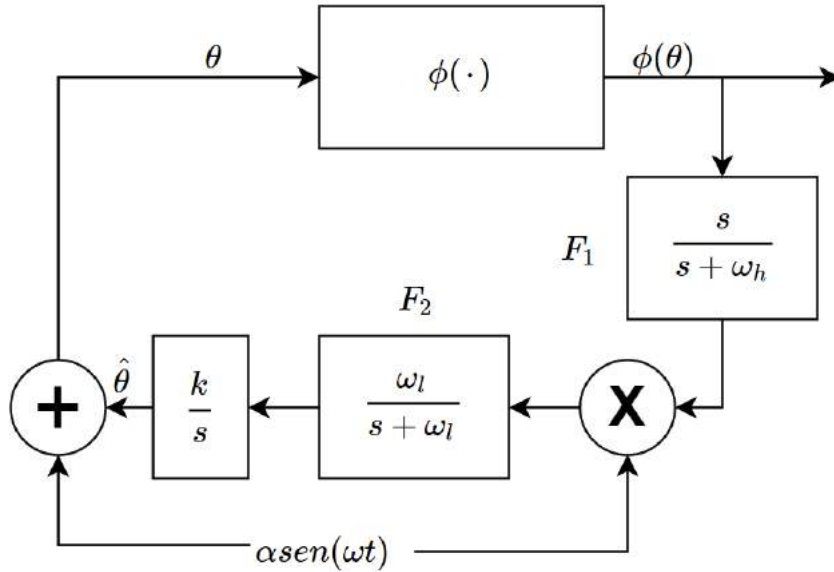 θ
ϕ(·)
ϕ(θ)
F₁
s
s + ω_h
F₂
θ̂
k
s
ω_l
s + ω_l
+
X
αsen(ωt)